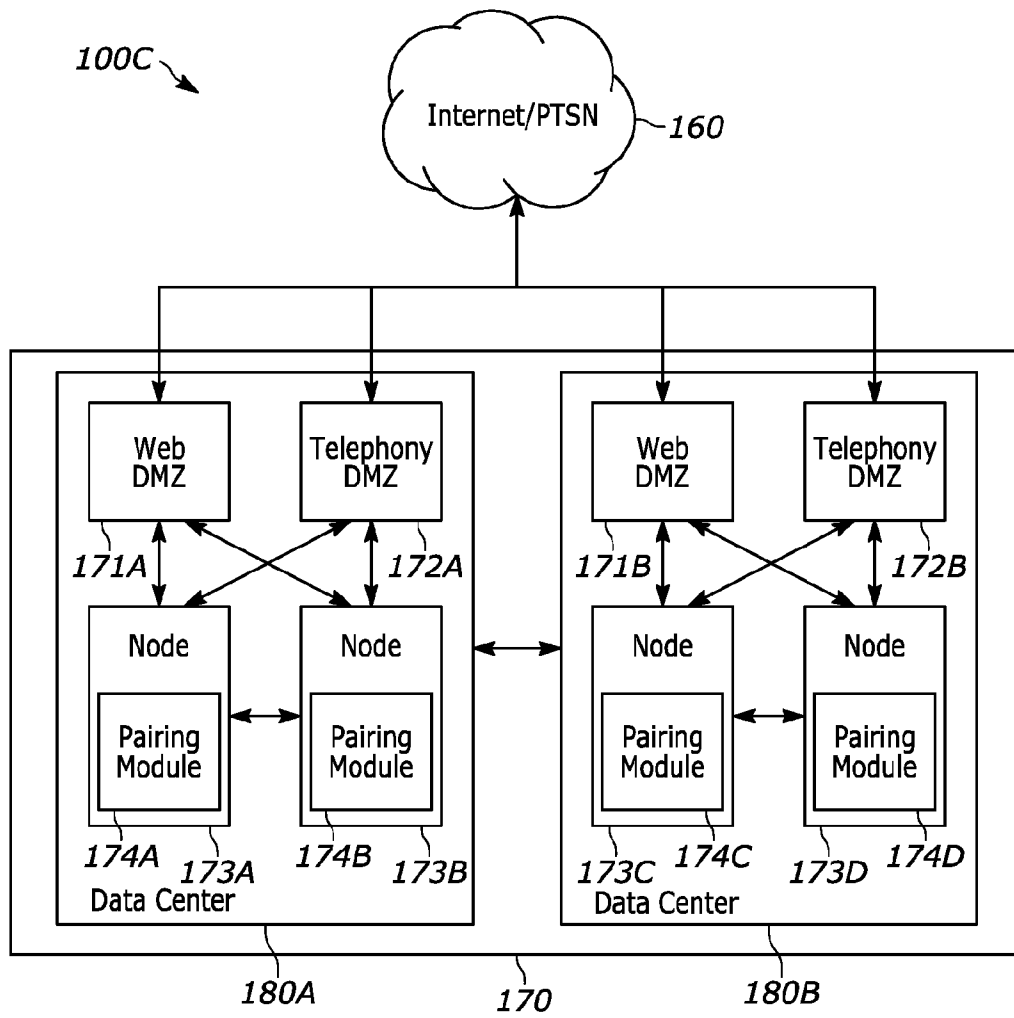 100C
Internet/PTSN
160
Web
DMZ
Telephony
DMZ
Web
DMZ
Telephony
DMZ
171A
172A
171B
172B
Node
Node
Node
Node
Pairing
Module
Pairing
Module
Pairing
Module
Pairing
Module
174A
173A
174B
173B
173C
174C
173D
174D
Data Center
Data Center
180A
170
180B